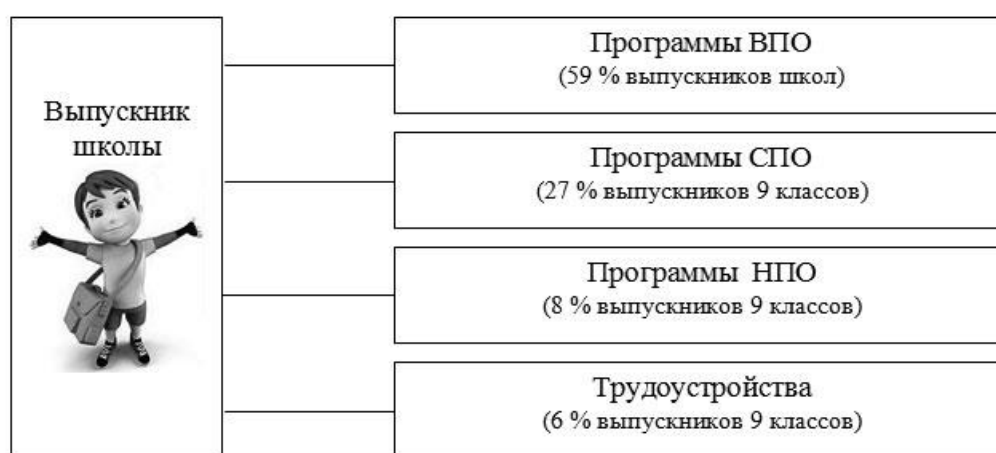 Выпускник
школы
Программы ВПО
(59 % выпускников школ)
Программы СПО
(27 % выпускников 9 классов)
Программы НПО
(8 % выпускников 9 классов)
Трудоустройства
(6 % выпускников 9 классов)